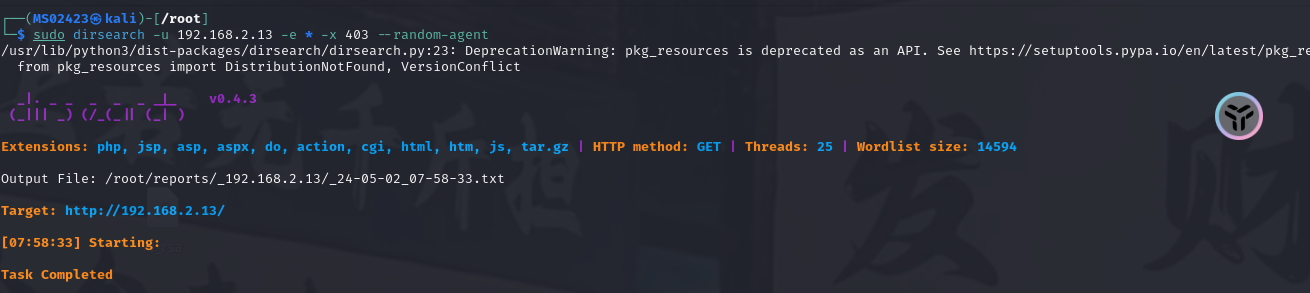 ┌──(MS02423㉿kali)-[/root]
└─$ sudo dirsearch -u 192.168.2.13 -e * -x 403 --random-agent
/usr/lib/python3/dist-packages/dirsearch/dirsearch.py:23: DeprecationWarning: pkg_resources is deprecated as an API. See https://setuptools.pypa.io/en/latest/pkg_re
from pkg_resources import DistributionNotFound, VersionConflict
v0.4.3
Extensions: php, jsp, asp, aspx, do, action, cgi, html, htm, js, tar.gz | HTTP method: GET | Threads: 25 | Wordlist size: 14594
Output File: /root/reports/_192.168.2.13/_24-05-02_07-58-33.txt
Target: http://192.168.2.13/
[07:58:33] Starting:
Task Completed
发财